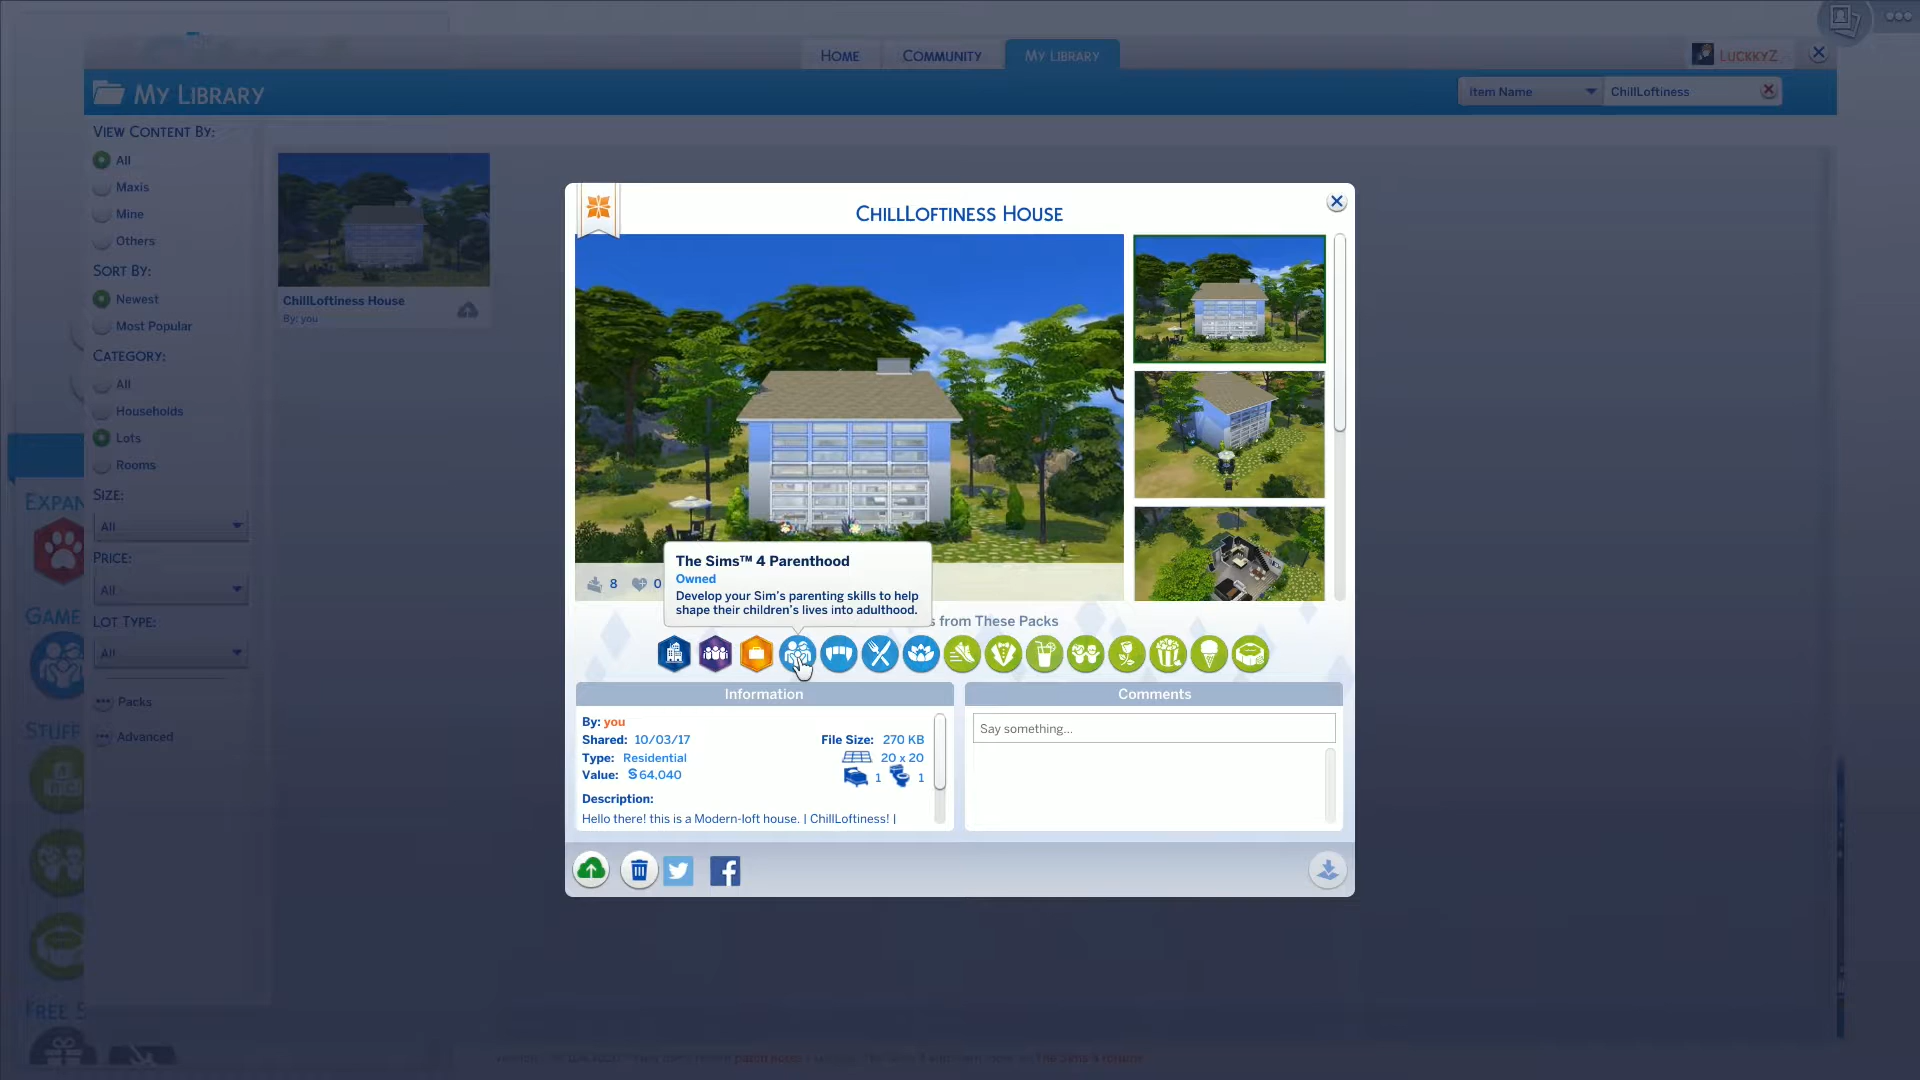 HOME
COMMUNITY
MY LIBRARY
LUCKKYZ
MY LIBRARY
Item Name
ChillLoftiness
VIEW CONTENT BY:
All
Maxis
Mine
Others
SORT BY:
Newest
Most Popular
CATEGORY:
All
Households
Lots
Rooms
SIZE:
All
PRICE:
All
LOT TYPE:
All
Packs
Advanced
EXPAN
GAME
STUFF
FREE S
ChillLoftiness House
By: you
CHILLLOFTINESS HOUSE
8
0
The Sims™ 4 Parenthood
Owned
Develop your Sim's parenting skills to help
shape their children's lives into adulthood.
s from These Packs
Information
By: you
Shared: 10/03/17
Type: Residential
Value: §64,040
File Size: 270 KB
20 x 20
1
1
Description:
Hello there! this is a Modern-loft house. | ChillLoftiness! |
Comments
Say something...